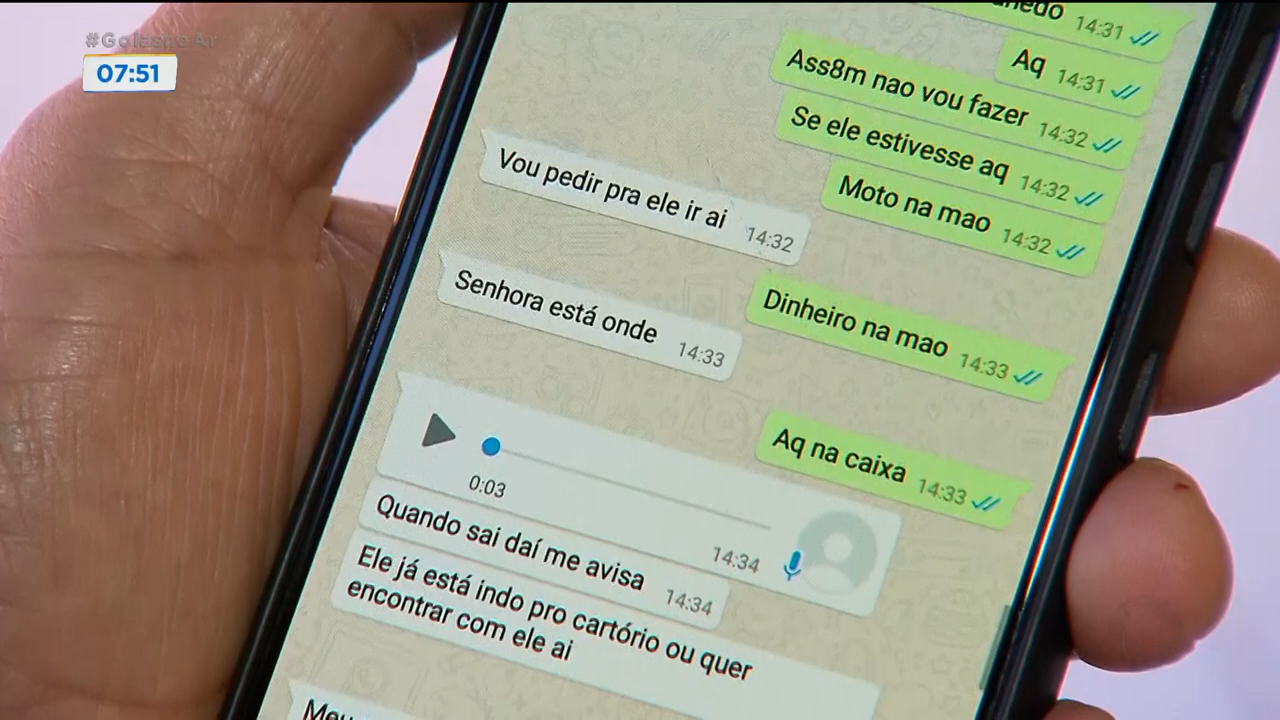 #GoiásnoAr
07:51
14:31
Aq 14:31
Ass8m nao vou fazer 14:32
Se ele estivesse aq 14:32
Moto na mao 14:32
Vou pedir pra ele ir ai 14:32
Dinheiro na mao 14:33
Senhora está onde 14:33
Aq na caixa 14:33
0:03
14:34
Quando sai daí me avisa 14:34
Ele já está indo pro cartório ou quer
encontrar com ele ai